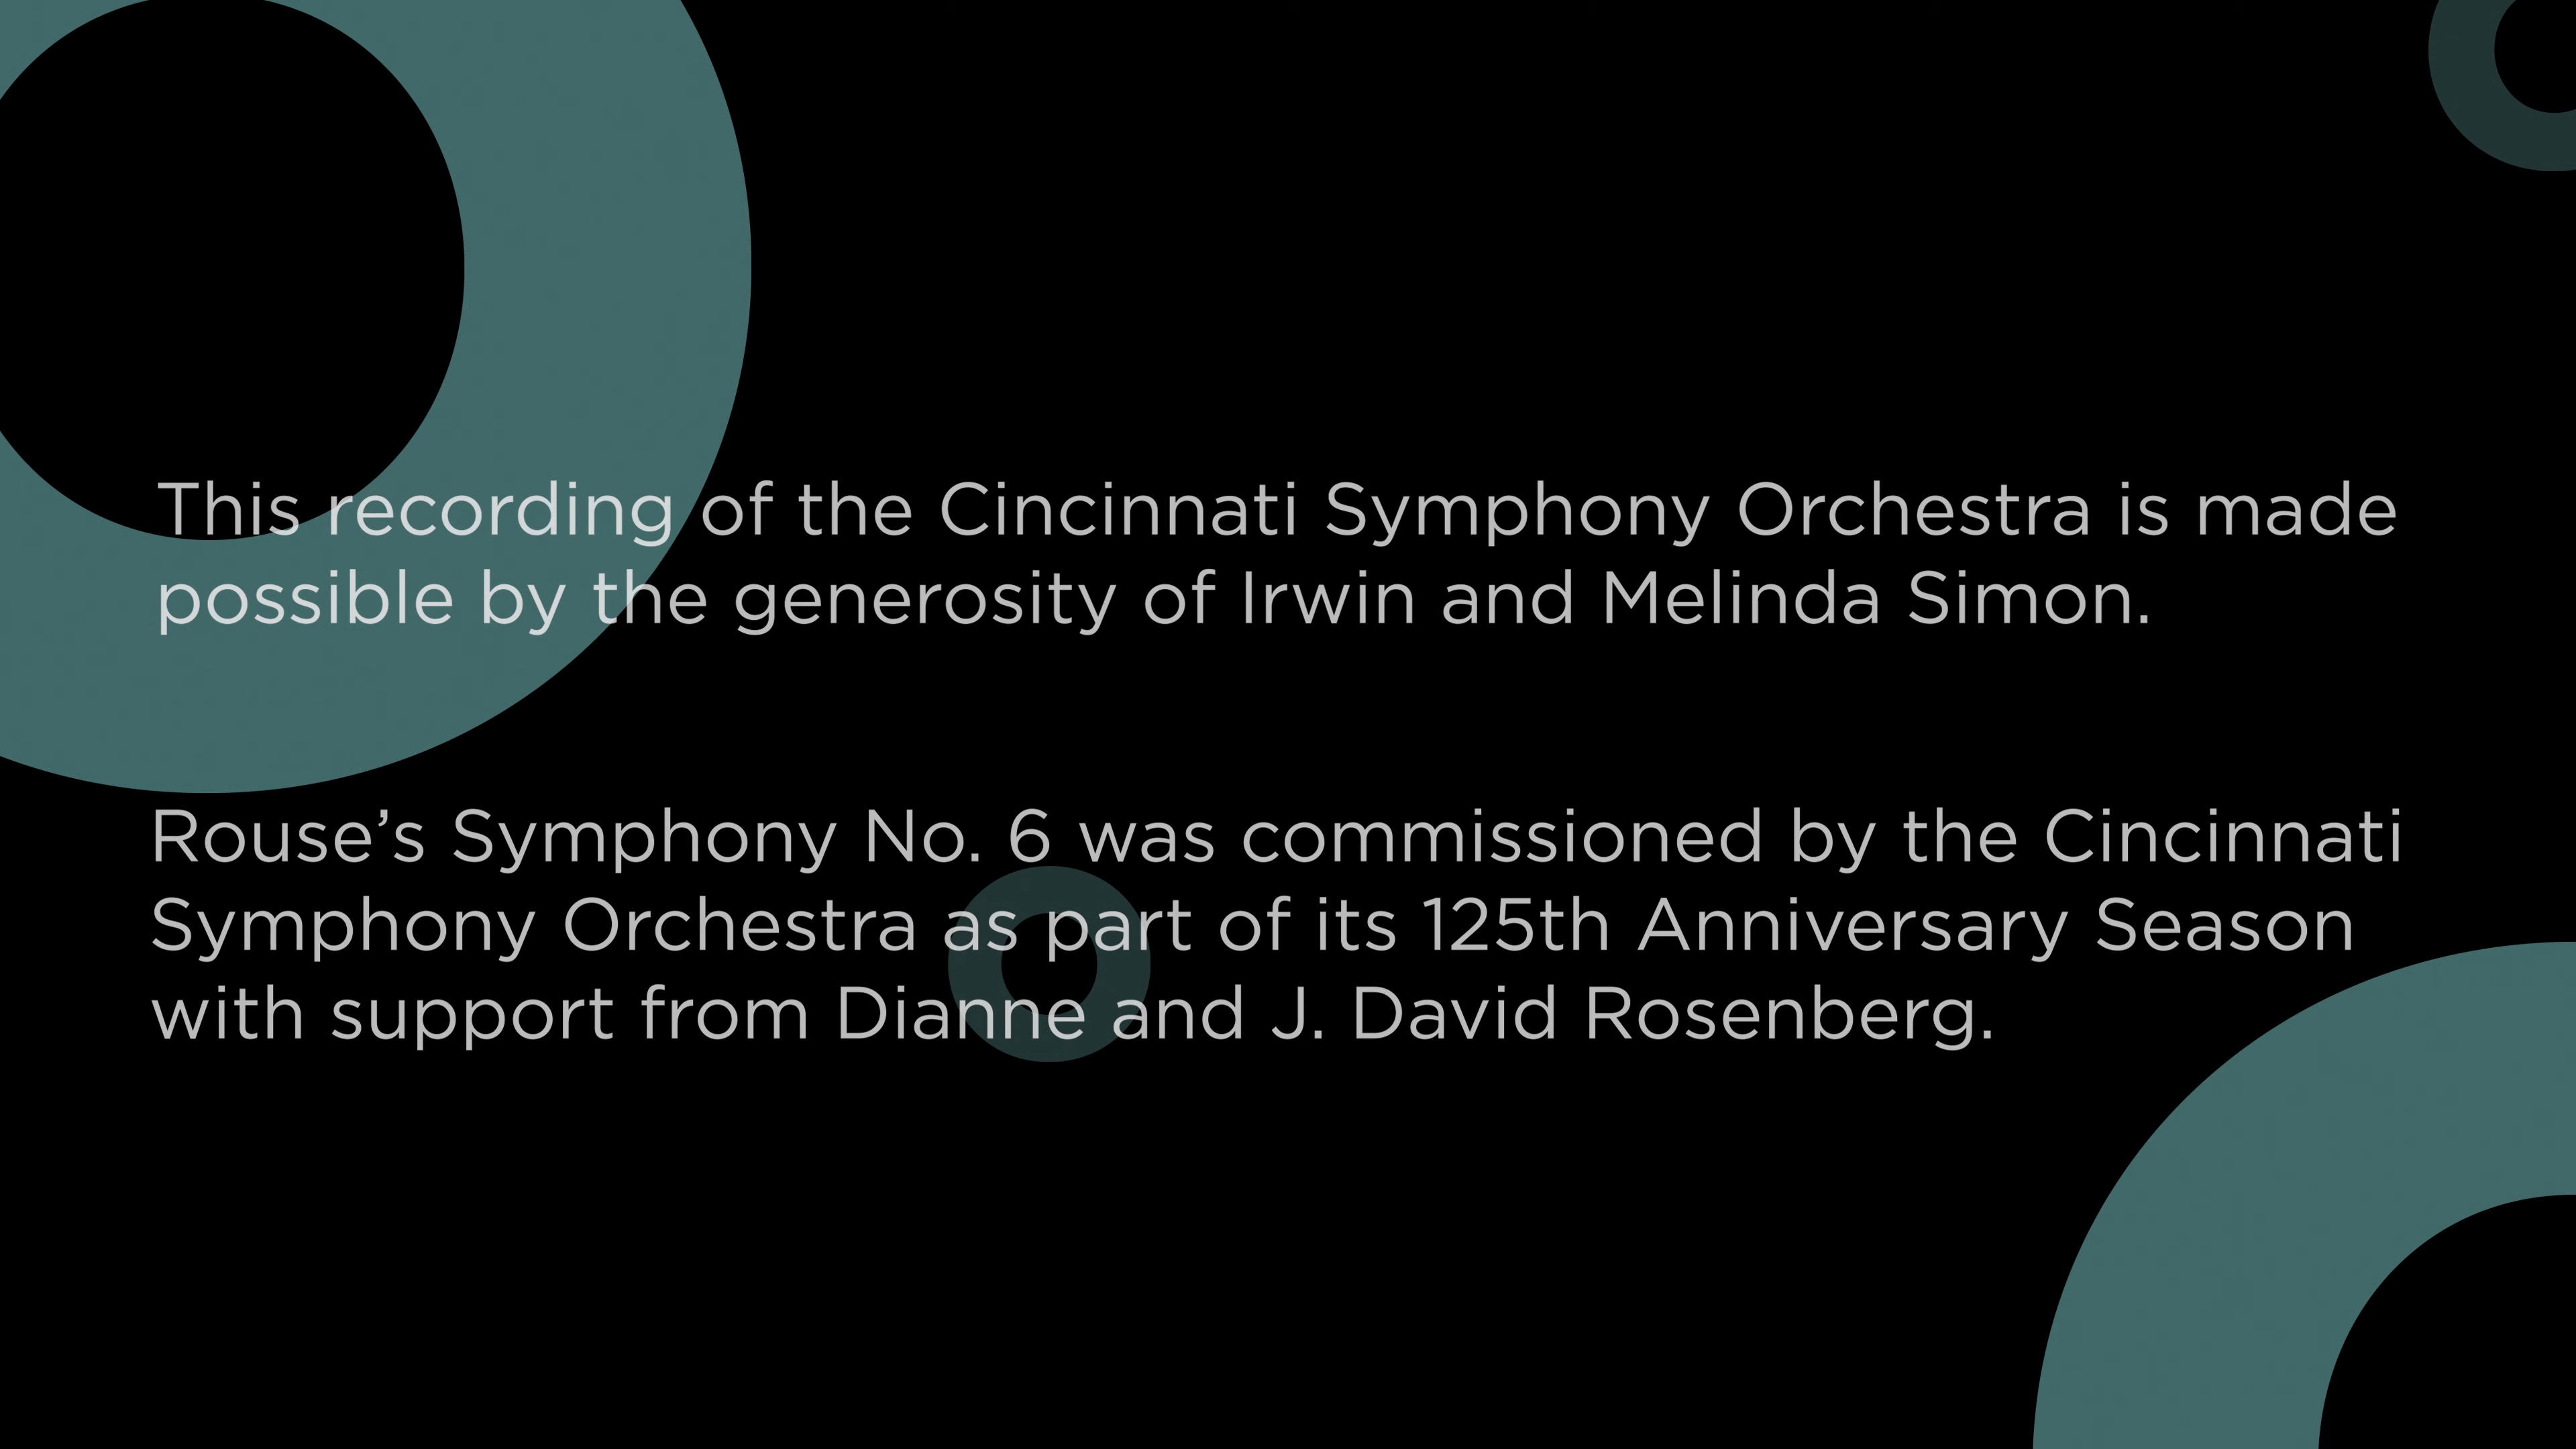 This recording of the Cincinnati Symphony Orchestra is made
possible by the generosity of Irwin and Melinda Simon.
Rouse’s Symphony No. 6 was commissioned by the Cincinnati
Symphony Orchestra as part of its 125th Anniversary Season
with support from Dianne and J. David Rosenberg.